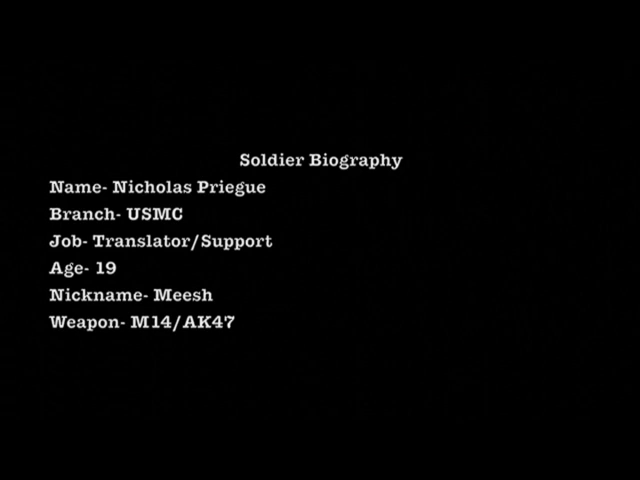 Soldier Biography
Name- Nicholas Priegue
Branch- USMC
Job- Translator/Support
Age- 19
Nickname- Meesh
Weapon- M14/AK47